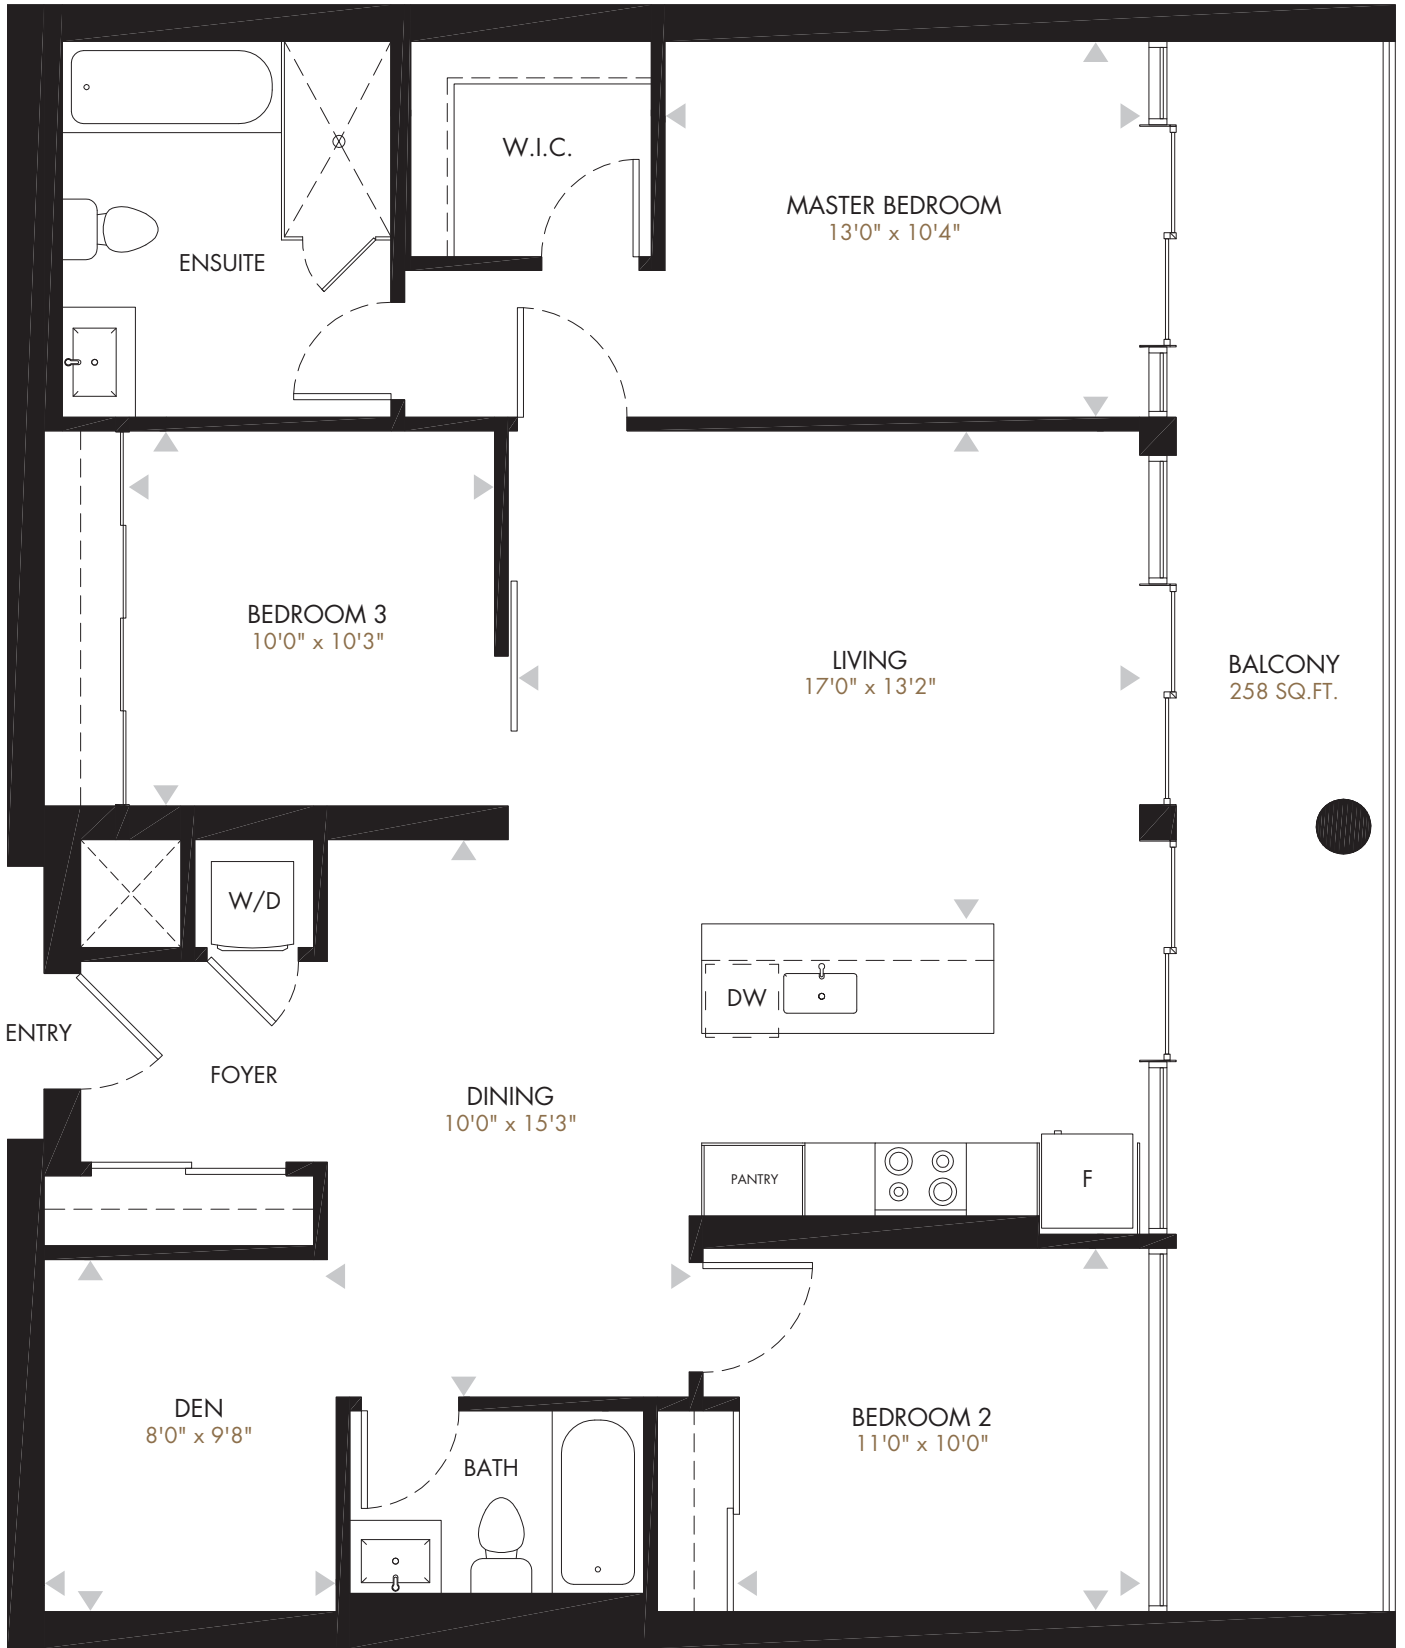 W.I.C.
MASTER BEDROOM
13'0" x 10'4"
ENSUITE
BEDROOM 3
10'0" x 10'3"
LIVING
17'0" x 13'2"
BALCONY
258 SQ.FT.
W/D
DW
ENTRY
FOYER
DINING
10'0" x 15'3"
PANTRY
F
DEN
8'0" x 9'8"
BATH
BEDROOM 2
11'0" x 10'0"